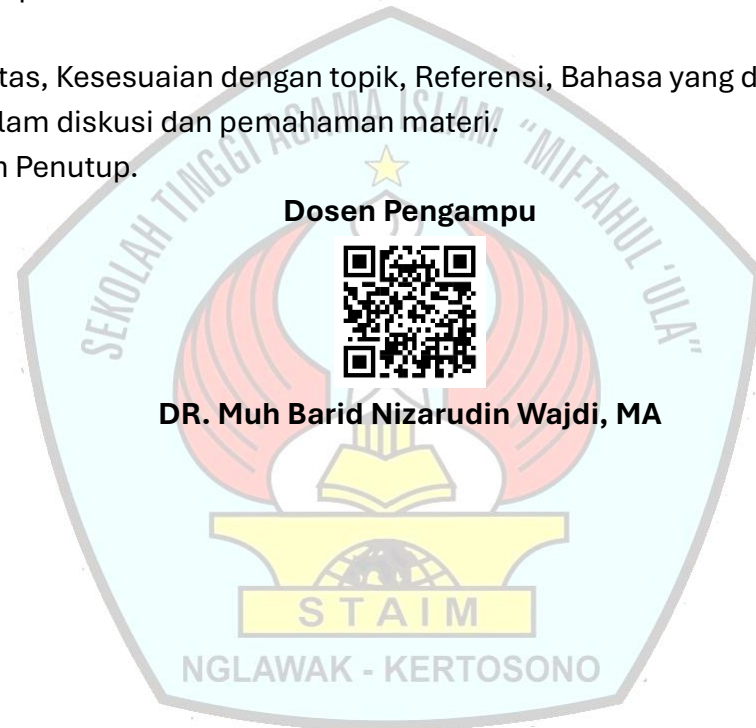 tas, Kesesuaian dengan topik, Referensi, Bahasa yang d
lam diskusi dan pemahaman materi.
n Penutup.
SEKOLAH TINGGI AGAMA ISLAM "MIFTAHUL 'ULA"
Dosen Pengampu
DR. Muh Barid Nizarudin Wajdi, MA
STAIM
NGLAWAK - KERTOSONO